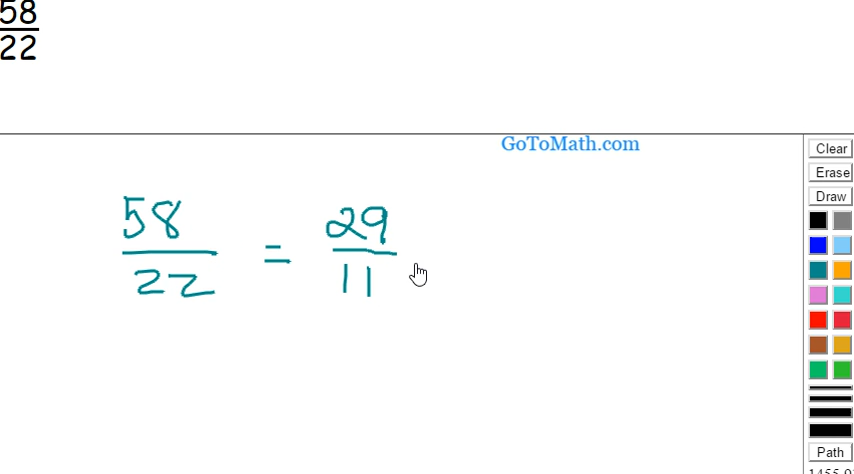 58
22
GoToMath.com
Clear
Erase
Draw
58 = 29
22 11
Path